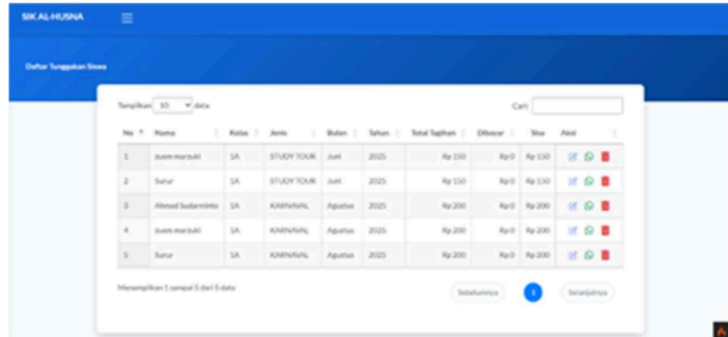 SIK AL-HUSNA
Daftar Tunggakan Siswa
Tampilkan 10 data
Cari:
No Nama Kelas Jenis Bulan Tahun Total Tagihan Dibayar Sisa Aksi
1 zuem marzuki 1A STUDY TOUR Juni 2025 Rp 150 Rp 0 Rp 150
2 Surur 1A STUDY TOUR Juni 2025 Rp 150 Rp 0 Rp 150
3 Ahmad Sudarminto 1A KARNAVAL Agustus 2025 Rp 200 Rp 0 Rp 200
4 zuem marzuki 1A KARNAVAL Agustus 2025 Rp 200 Rp 0 Rp 200
5 Surur 1A KARNAVAL Agustus 2025 Rp 200 Rp 0 Rp 200
Menampilkan 1 sampai 5 dari 5 data
Sebelumnya 1 Selanjutnya